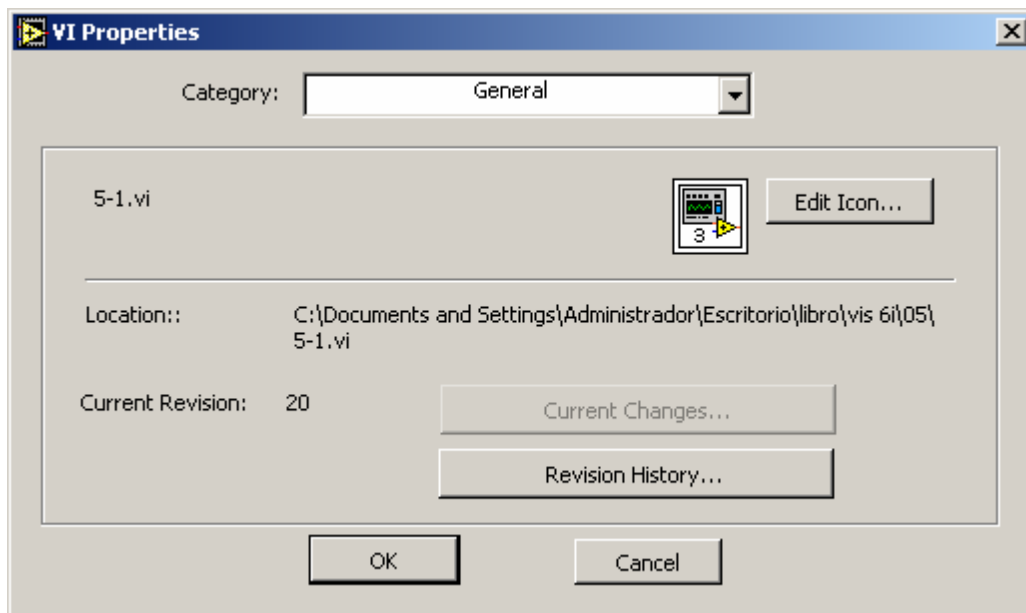 VI Properties
Category: General
5-1.vi
3
Edit Icon...
Location:: C:\Documents and Settings\Administrador\Escritorio\libro\vis 6i\05\
5-1.vi
Current Revision: 20
Current Changes...
Revision History...
OK Cancel